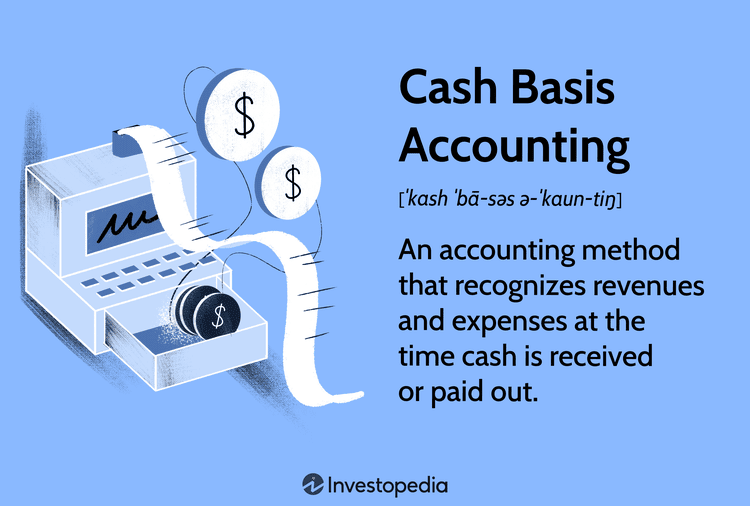 Cash Basis
Accounting
[ˈkash ˈbā-səs ə-ˈkaun-tiŋ]
An accounting method
that recognizes revenues
and expenses at the
time cash is received
or paid out.
$
$
$
Investopedia